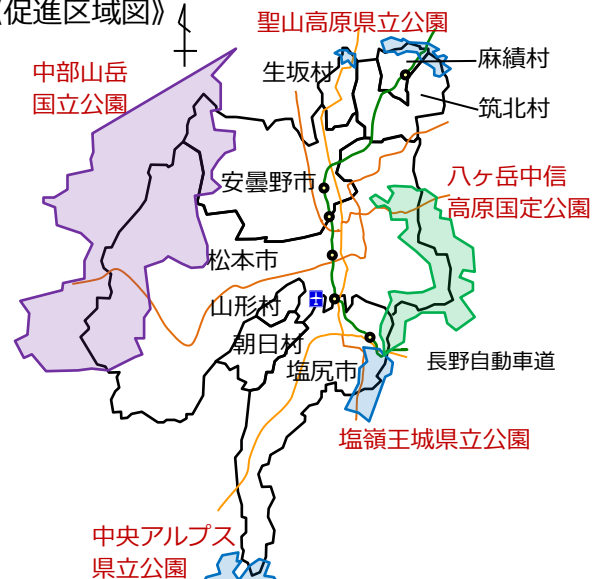 《促進区域図》
聖山高原県立公園
中部山岳
国立公園
生坂村
麻績村
筑北村
安曇野市
八ヶ岳中信
高原国定公園
松本市
山形村
朝日村
塩尻市
長野自動車道
塩嶺王城県立公園
中央アルプス
県立公園